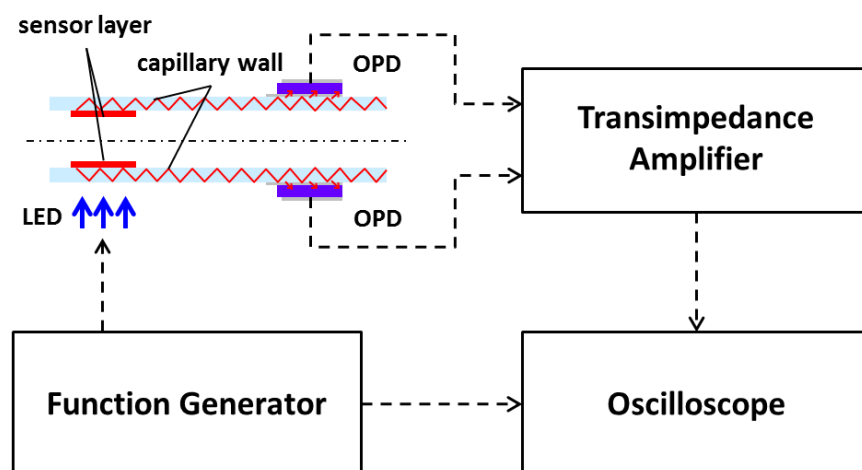 sensor layer
capillary wall
OPD
Transimpedance
Amplifier
LED
OPD
Function Generator
Oscilloscope